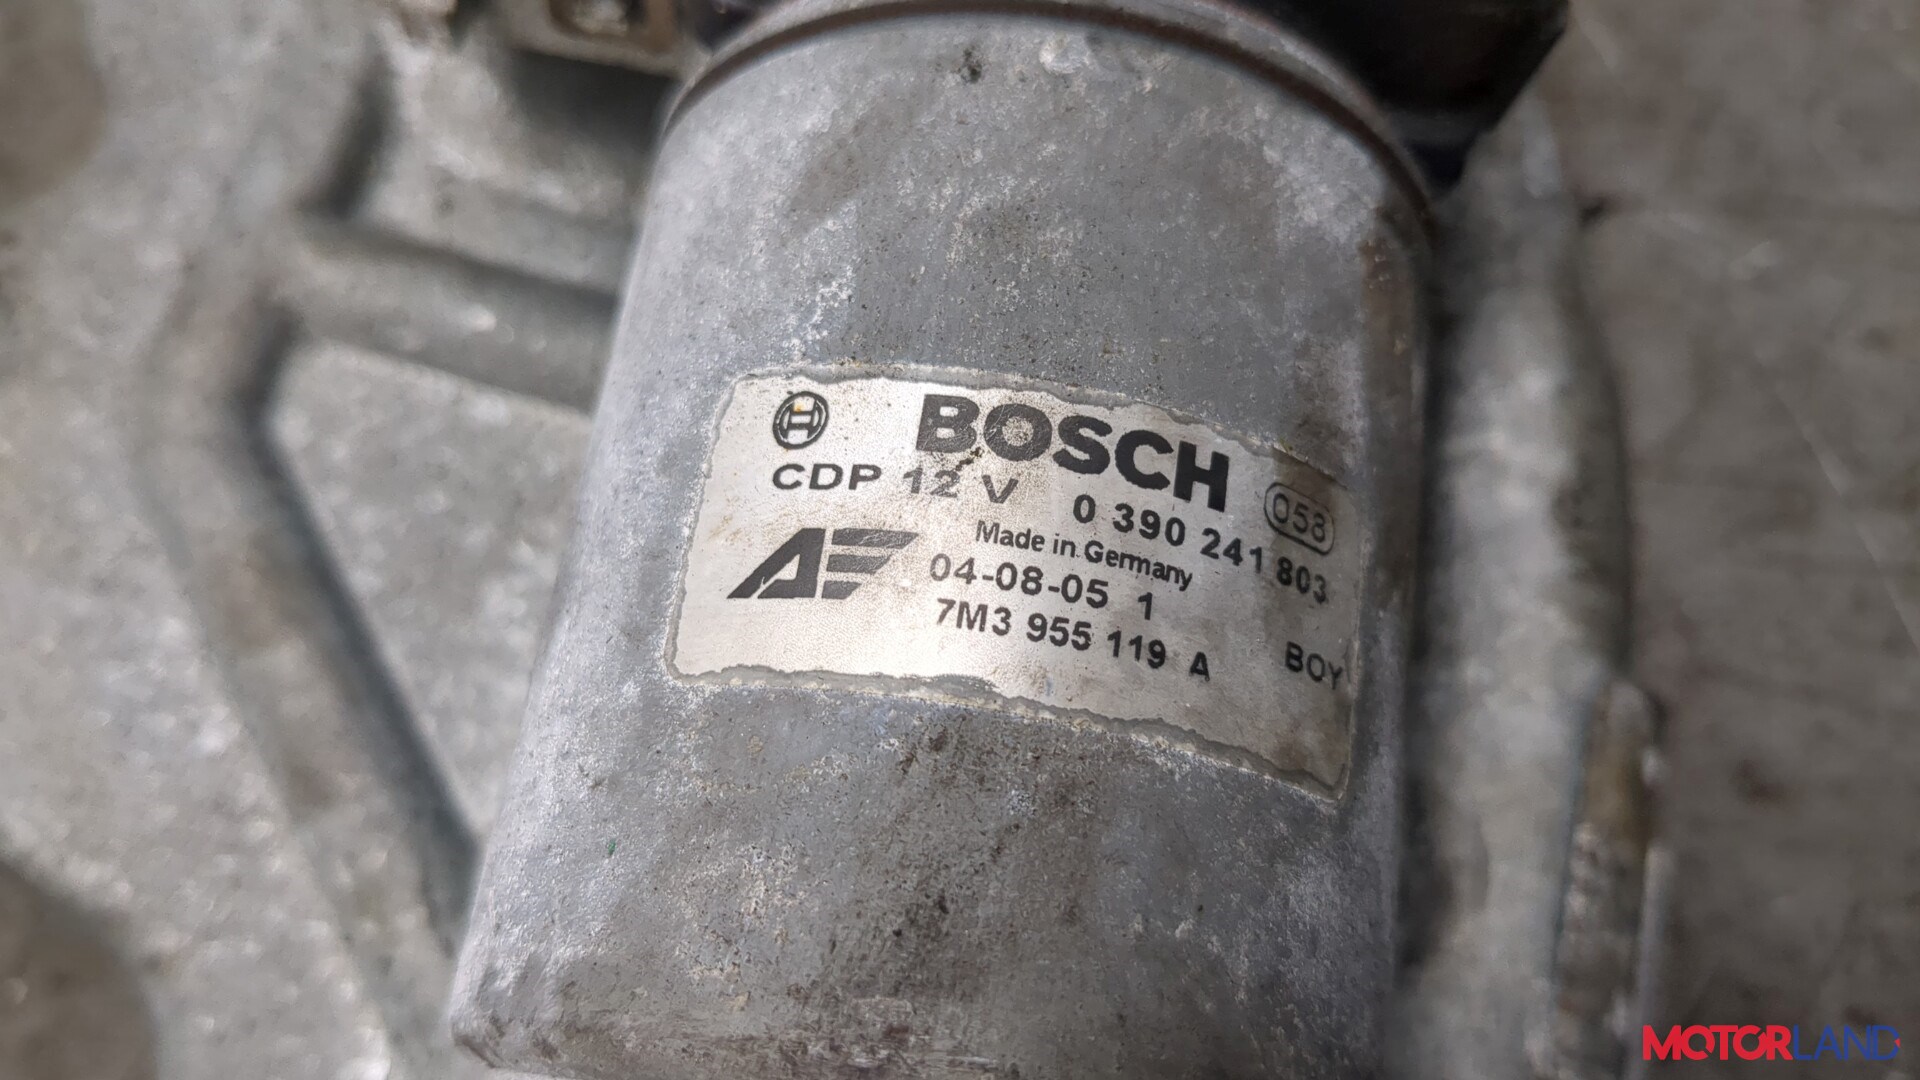 BOSCH
CDP 12 V 0 390 241 803 058
Made in Germany
AE 04-08-05 1
7M3 955 119 A BOY
MOTORLAND